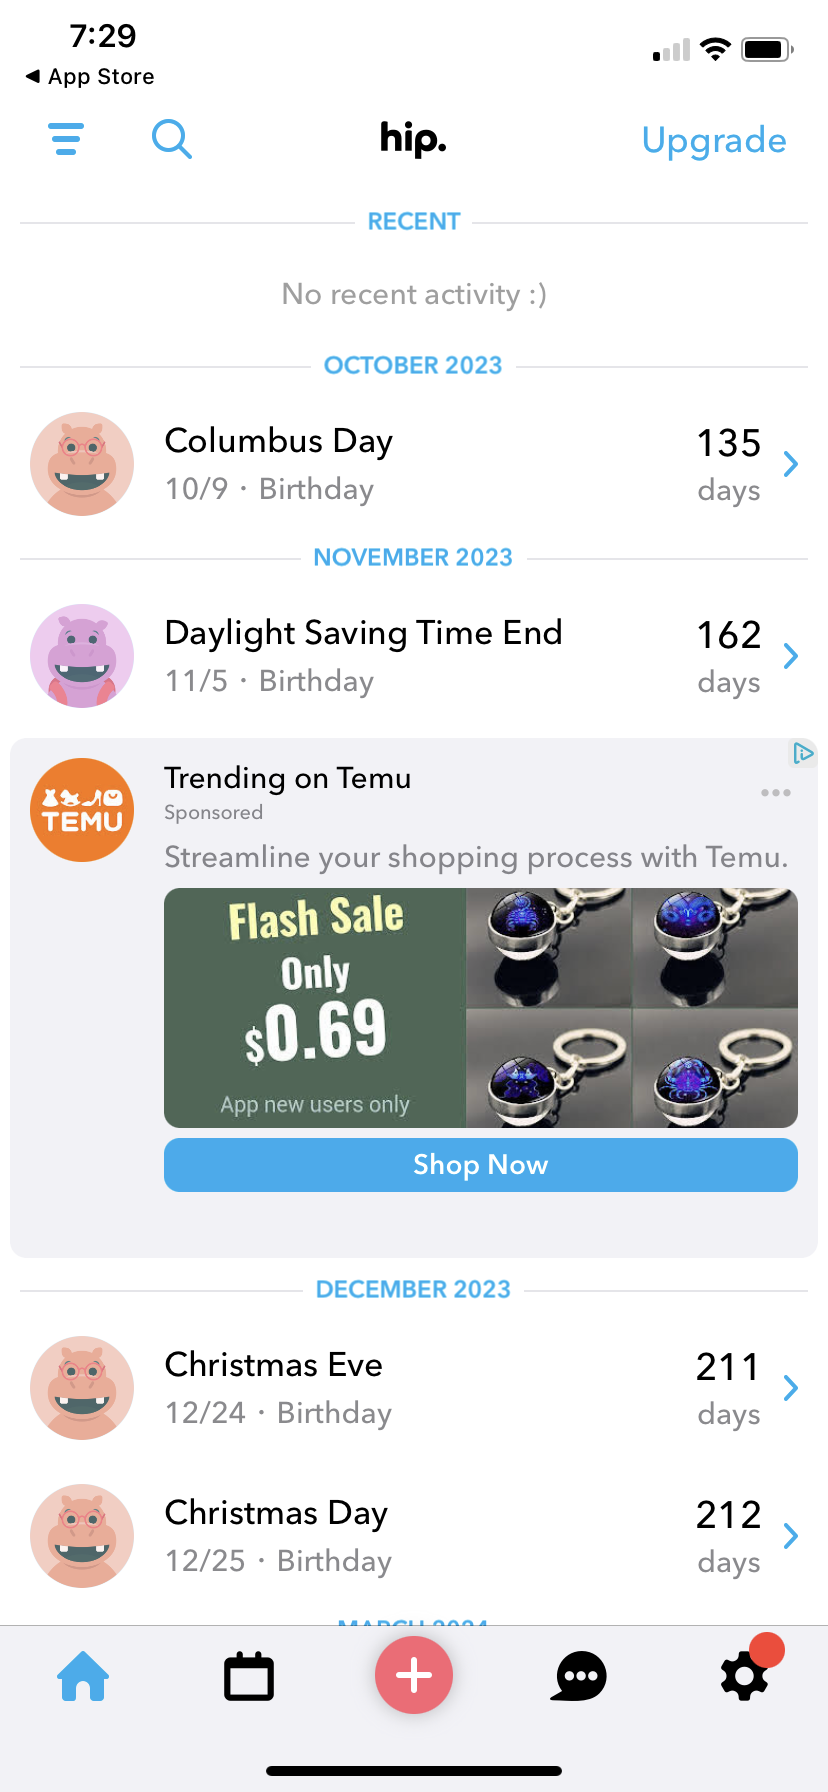 7:29
App Store
hip.
Upgrade
RECENT
No recent activity :)
OCTOBER 2023
Columbus Day
135
10/9 · Birthday
days
NOVEMBER 2023
Daylight Saving Time End
162
11/5 · Birthday
days
TEMU
Trending on Temu
Sponsored
Streamline your shopping process with Temu.
Flash Sale
Only
$0.69
App new users only
Shop Now
DECEMBER 2023
Christmas Eve
211
12/24 · Birthday
days
Christmas Day
212
12/25 · Birthday
days
MARCH 2024